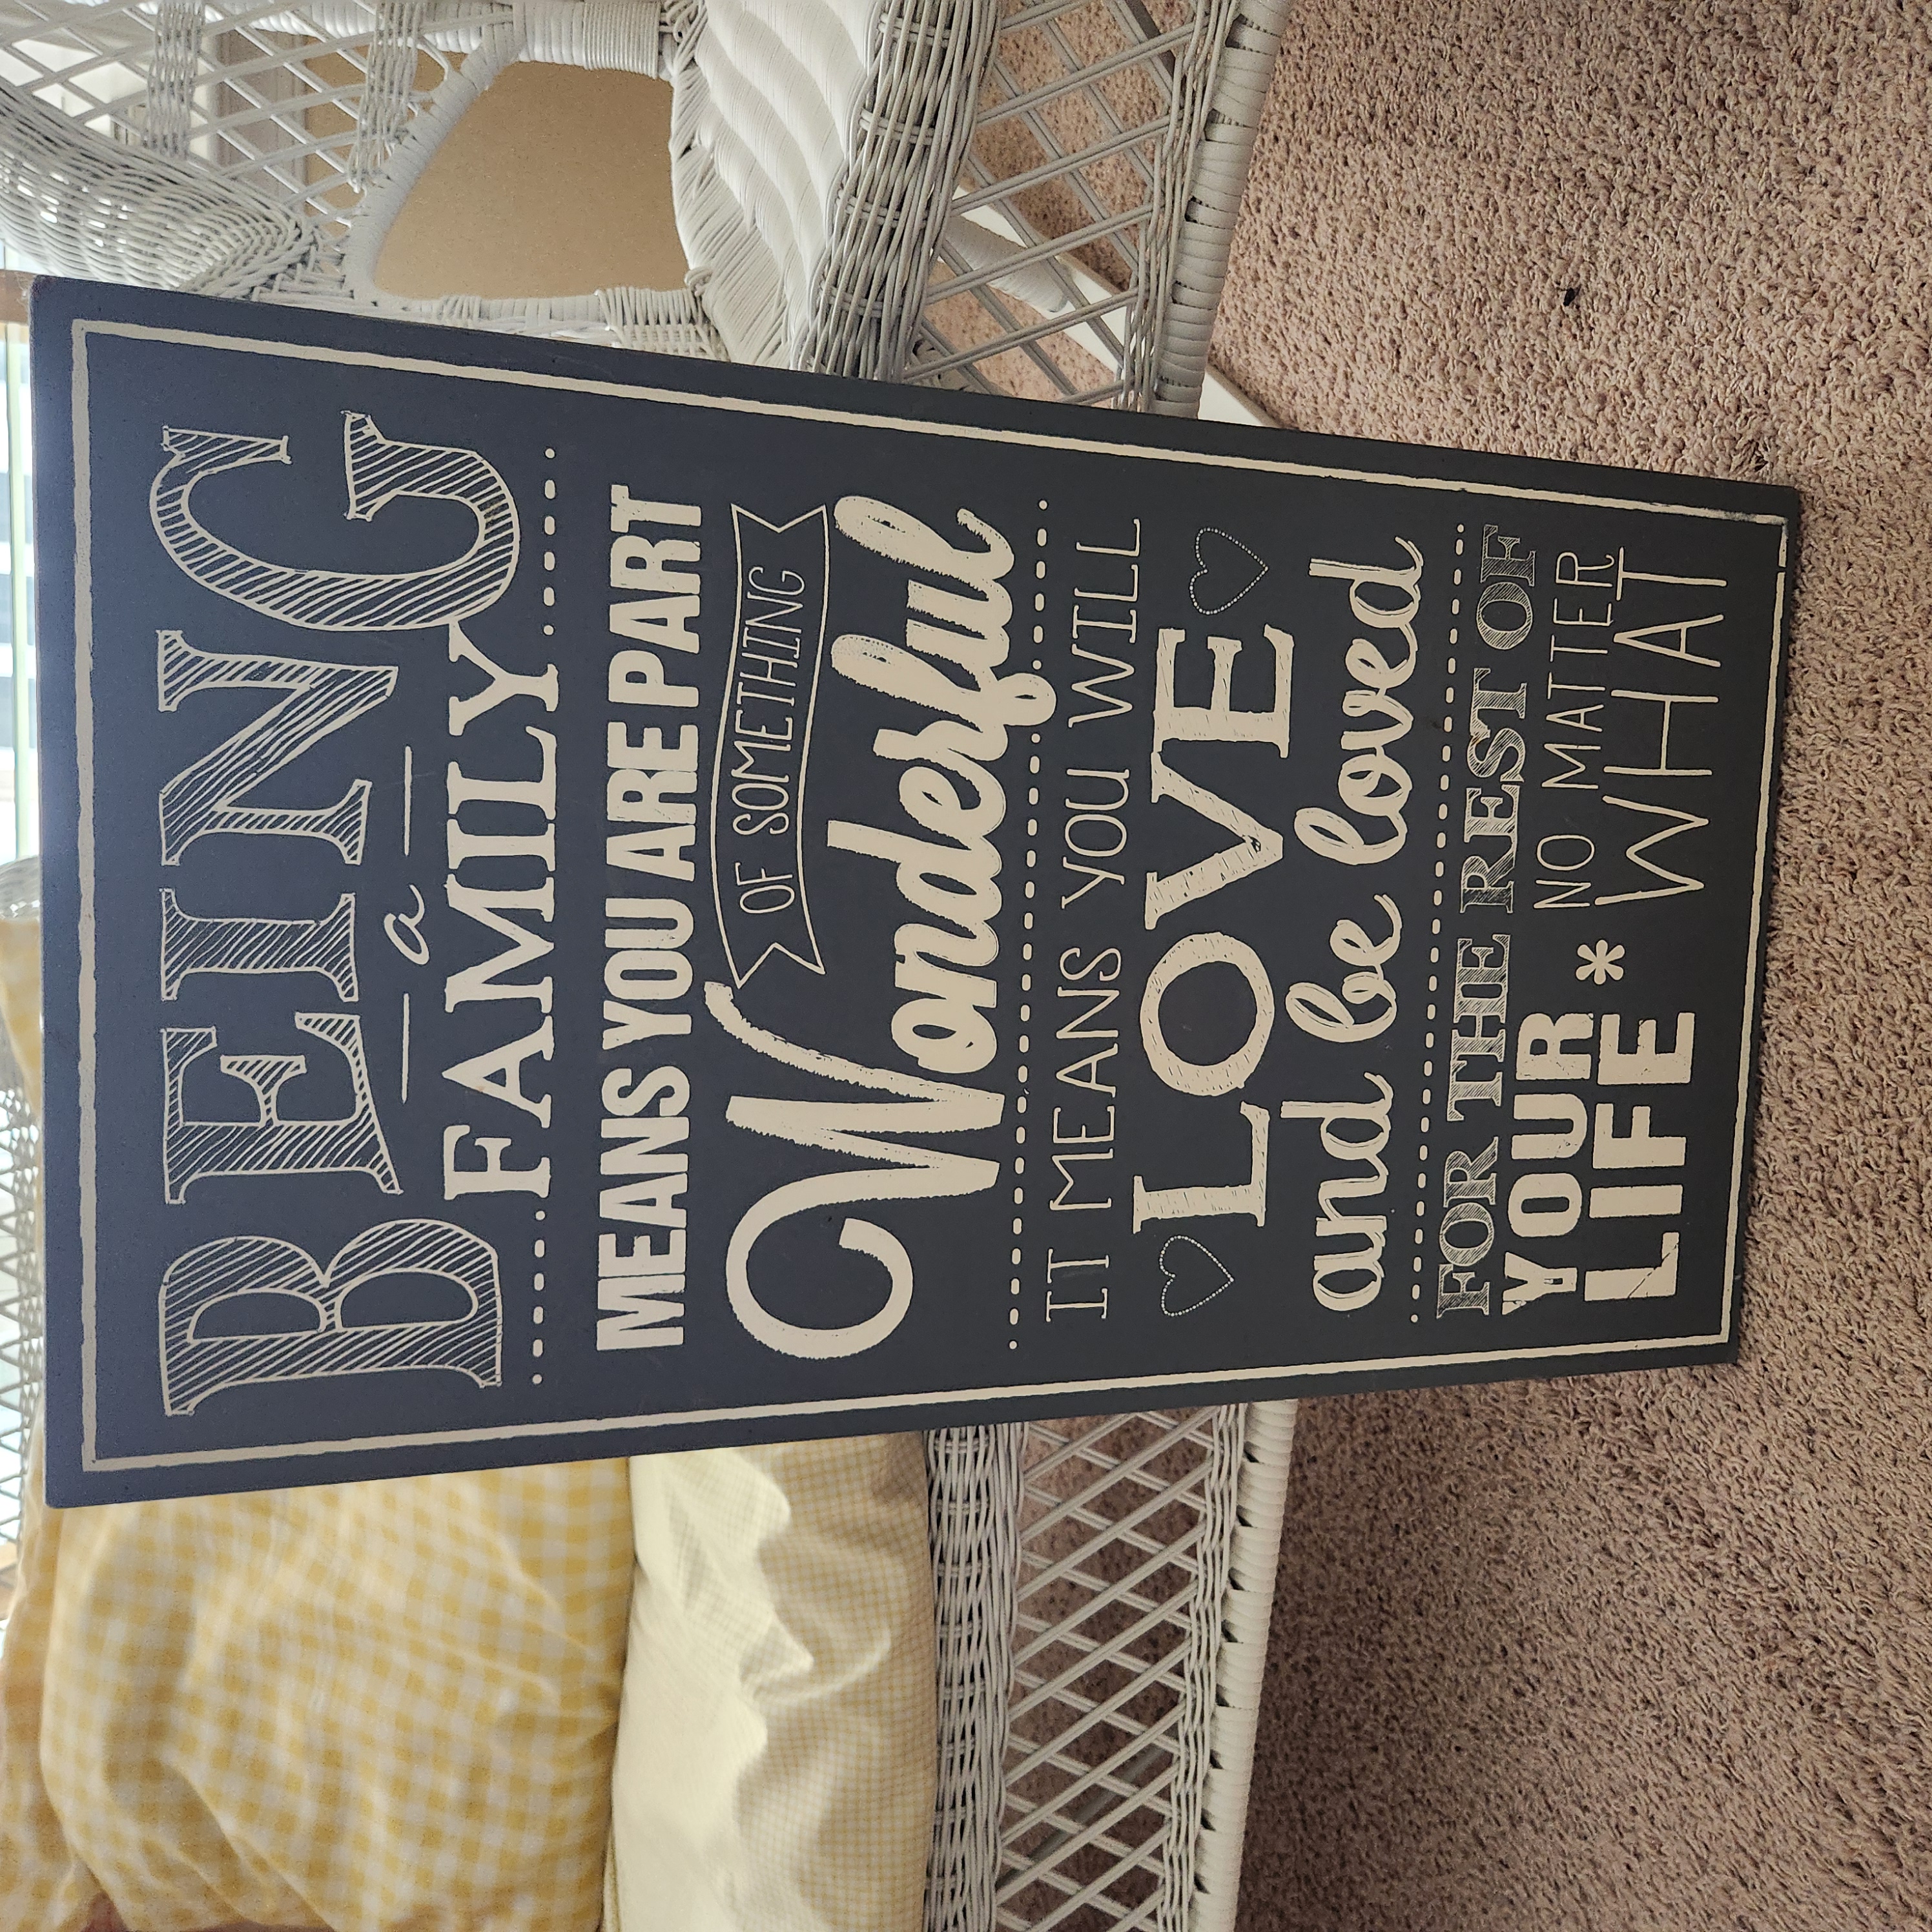 BEING
a
FAMILY
MEANS YOU ARE PART
OF SOMETHING
Wonderful
IT MEANS YOU WILL
LOVE
and be loved
FOR THE REST OF
YOUR LIFE * NO MATTER WHAT